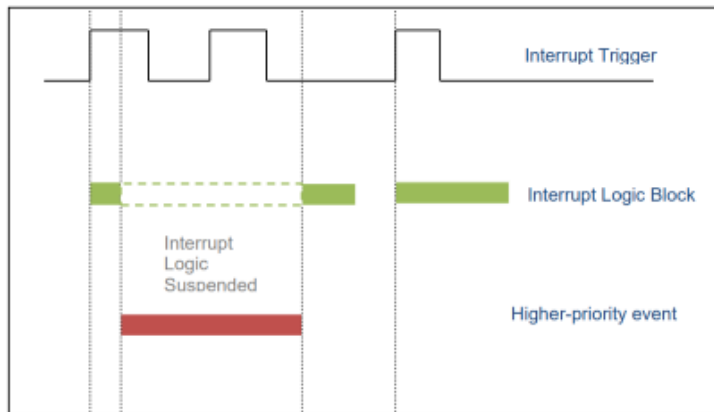 Interrupt Trigger
Interrupt Logic Block
Interrupt
Logic
Suspended
Higher-priority event